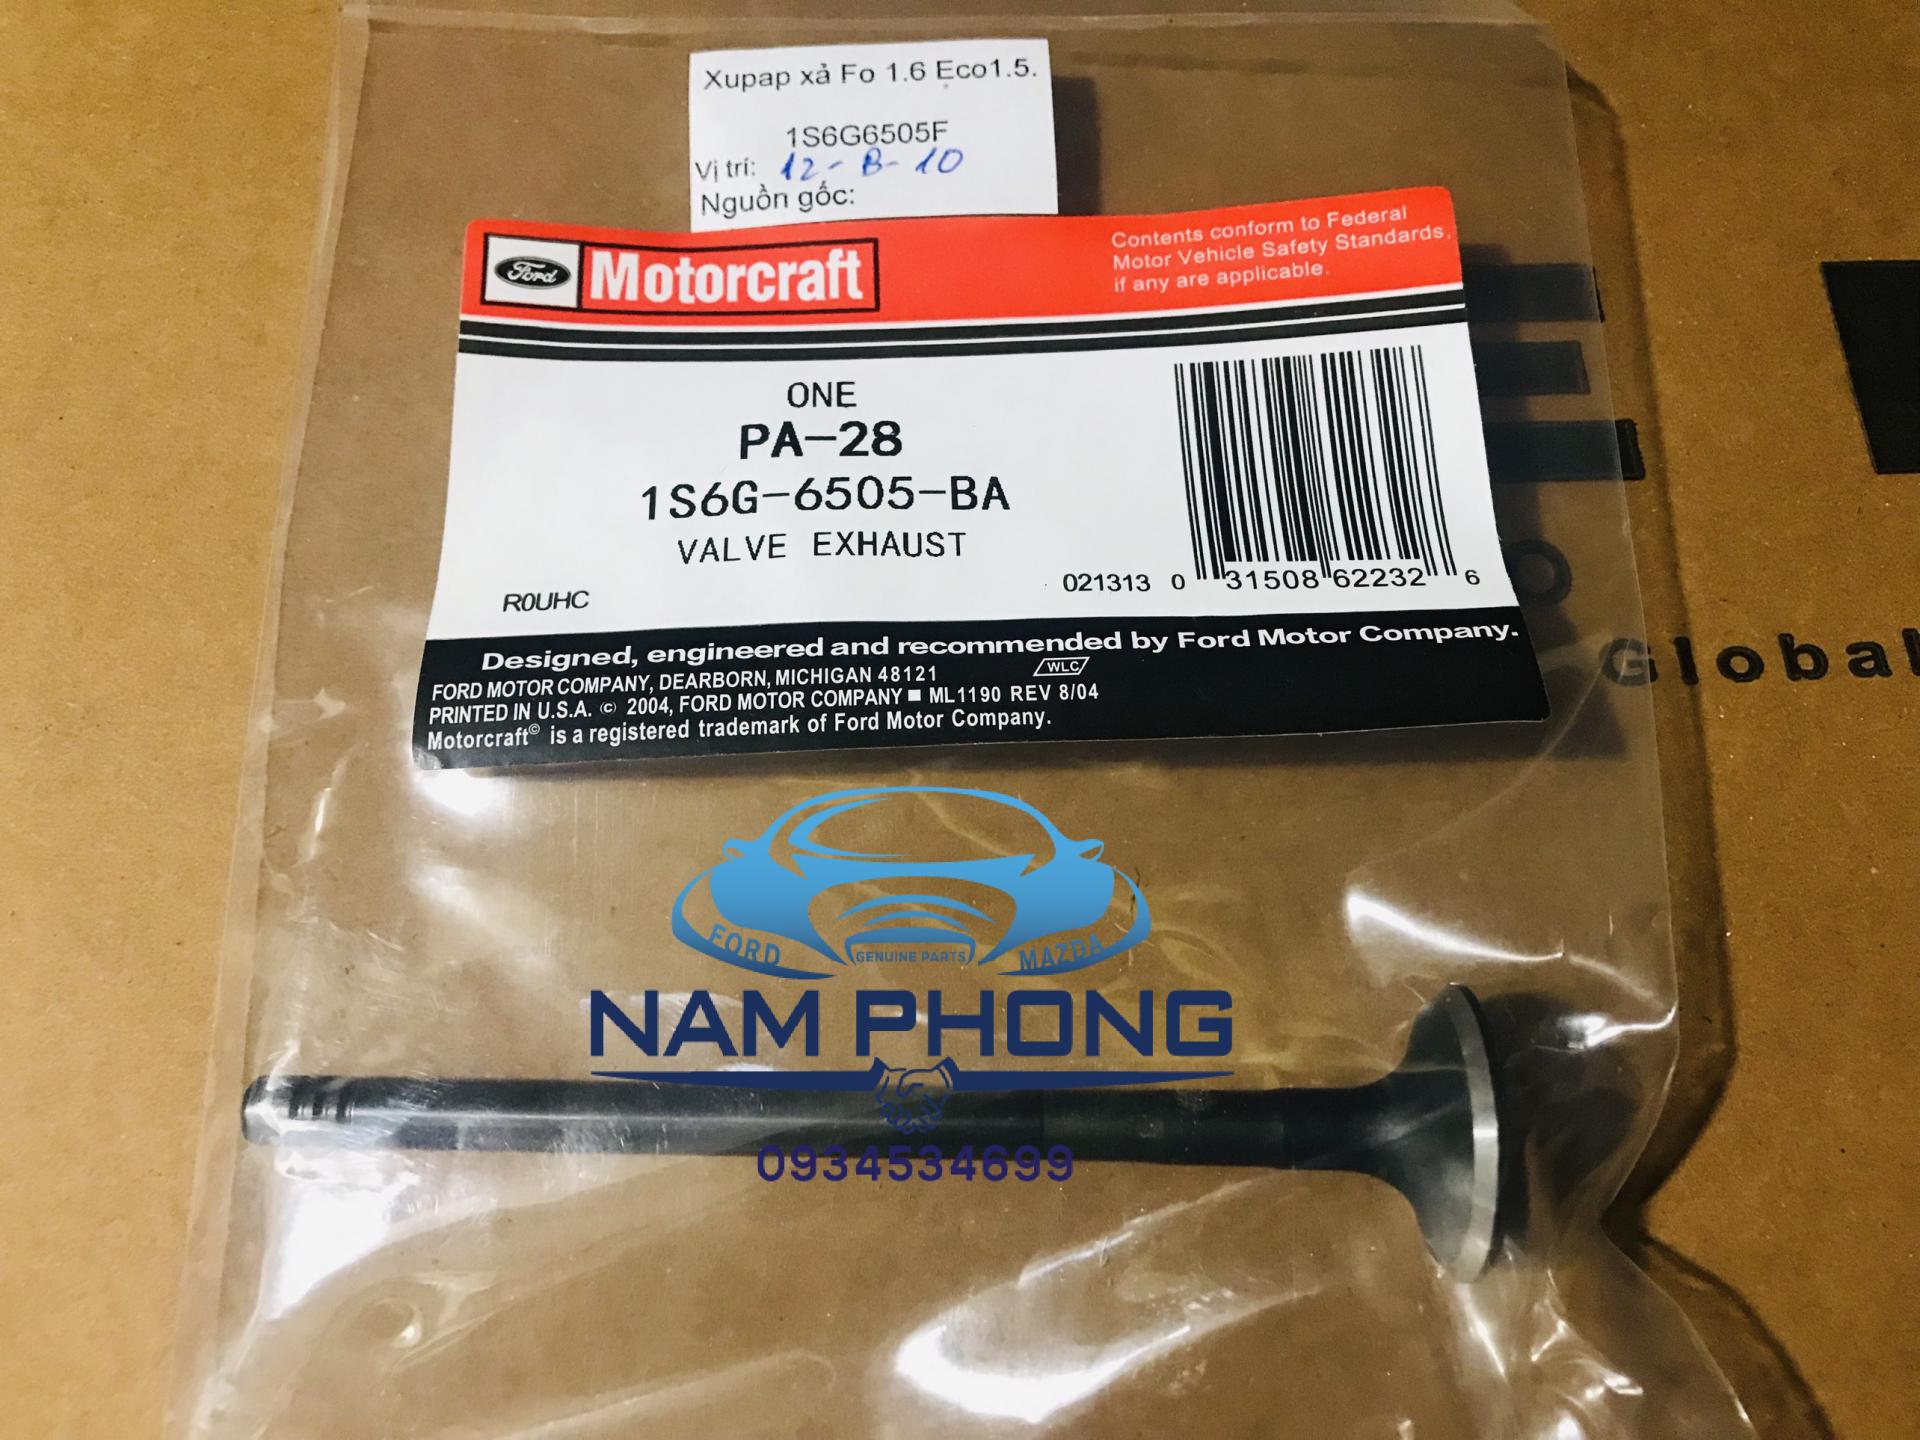 Xupap xả Fo 1.6 Eco1.5.
1S6G6505F
Vị trí: 12-B-10
Nguồn gốc:
Ford Motorcraft
Contents conform to Federal
Motor Vehicle Safety Standards,
if any are applicable.
ONE
PA-28
1S6G-6505-BA
VALVE EXHAUST
R0UHC
021313 0 31508 62232 6
Designed, engineered and recommended by Ford Motor Company.
FORD MOTOR COMPANY, DEARBORN, MICHIGAN 48121 WLC
PRINTED IN U.S.A. © 2004, FORD MOTOR COMPANY ■ ML1190 REV 8/04
Motorcraft© is a registered trademark of Ford Motor Company.
Global
FORD GENUINE PARTS MAZDA
NAM PHONG
0934534699